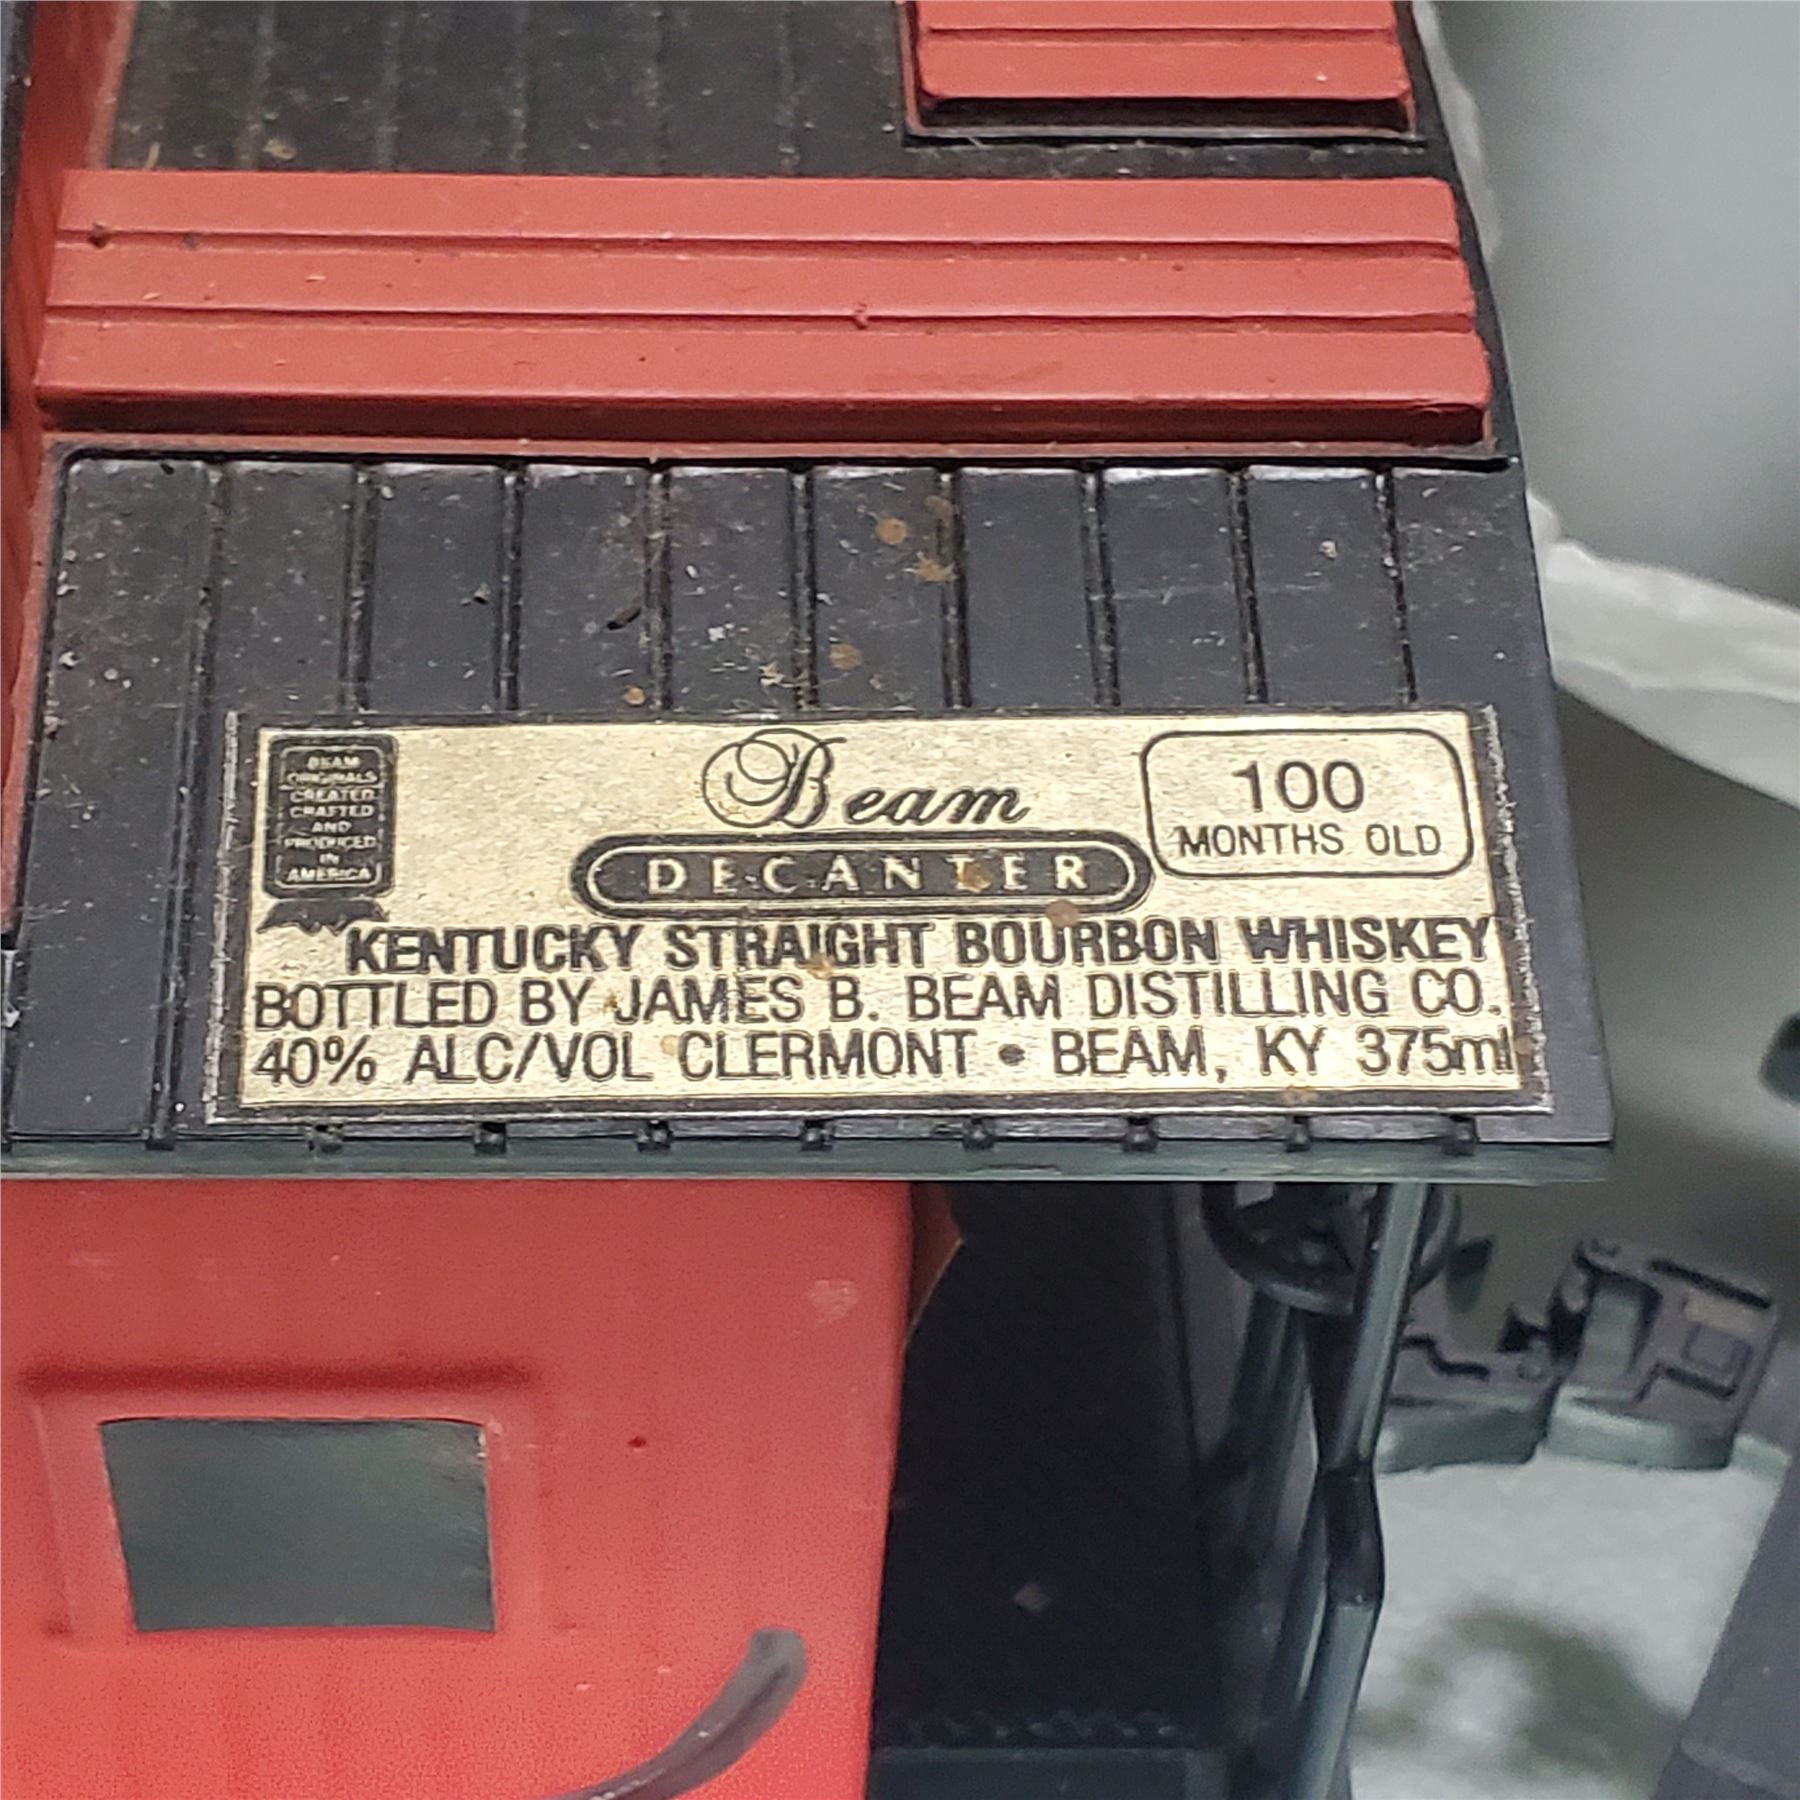 BEAM
ORIGINALS
CREATED
CRAFTED
AND
PRODUCED
IN
AMERICA
Beam
DECANTER
100
MONTHS OLD
KENTUCKY STRAIGHT BOURBON WHISKEY
BOTTLED BY JAMES B. BEAM DISTILLING CO.
40% ALC/VOL CLERMONT • BEAM, KY 375ml